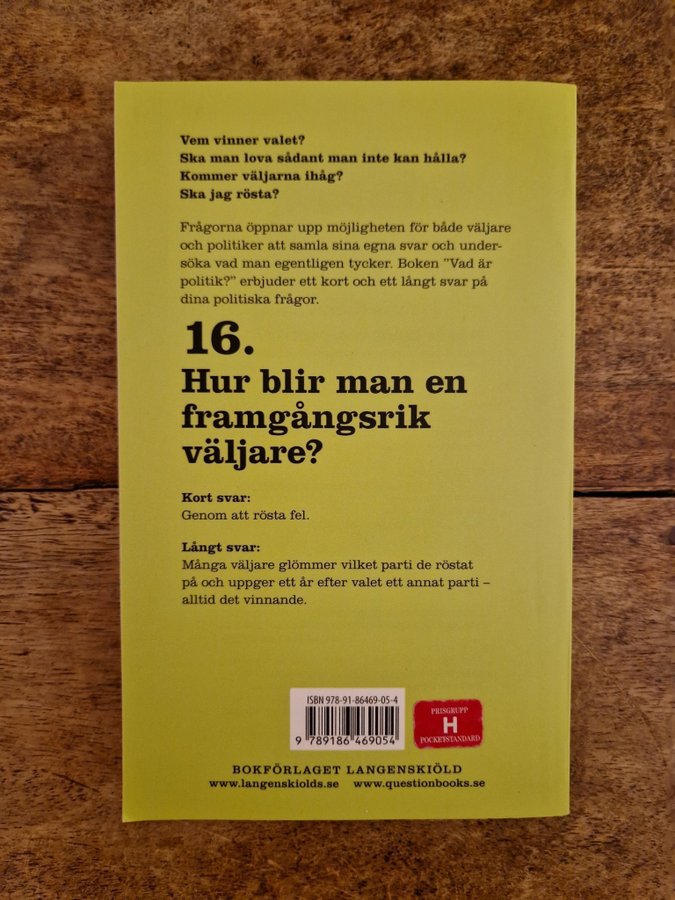 Vem vinner valet?
Ska man lova sådant man inte kan hålla?
Kommer väljarna ihåg?
Ska jag rösta?
Frågorna öppnar upp möjligheten för både väljare
och politiker att samla sina egna svar och under-
söka vad man egentligen tycker. Boken ”Vad är
politik?” erbjuder ett kort och ett långt svar på
dina politiska frågor.
16.
Hur blir man en
framgångsrik
väljare?
Kort svar:
Genom att rösta fel.
Långt svar:
Många väljare glömmer vilket parti de röstat
på och uppger ett år efter valet ett annat parti –
alltid det vinnande.
ISBN 978-91-86469-05-4
9 789186 469054
PRISGRUPP
H
POCKETSTANDARD
BOKFÖRLAGET LANGENSKIÖLD
www.langenskiolds.se www.questionbooks.se